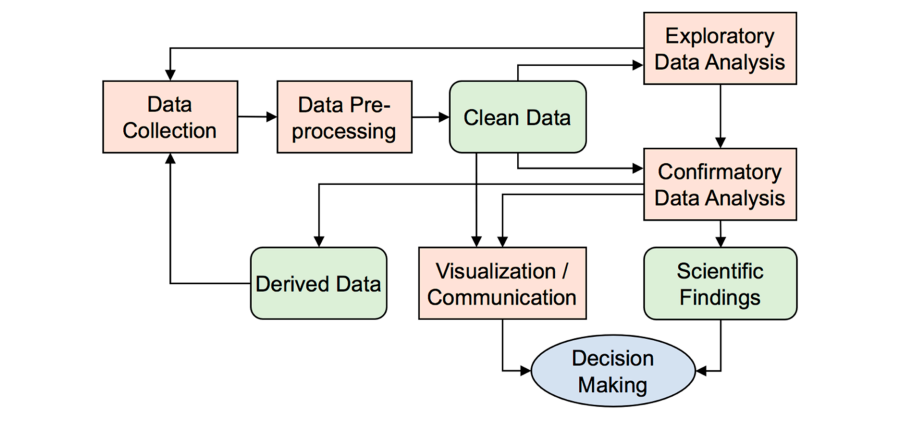 Exploratory
Data Analysis
Data
Collection
Data Pre-
processing
Clean Data
Confirmatory
Data Analysis
Derived Data
Visualization /
Communication
Scientific
Findings
Decision
Making